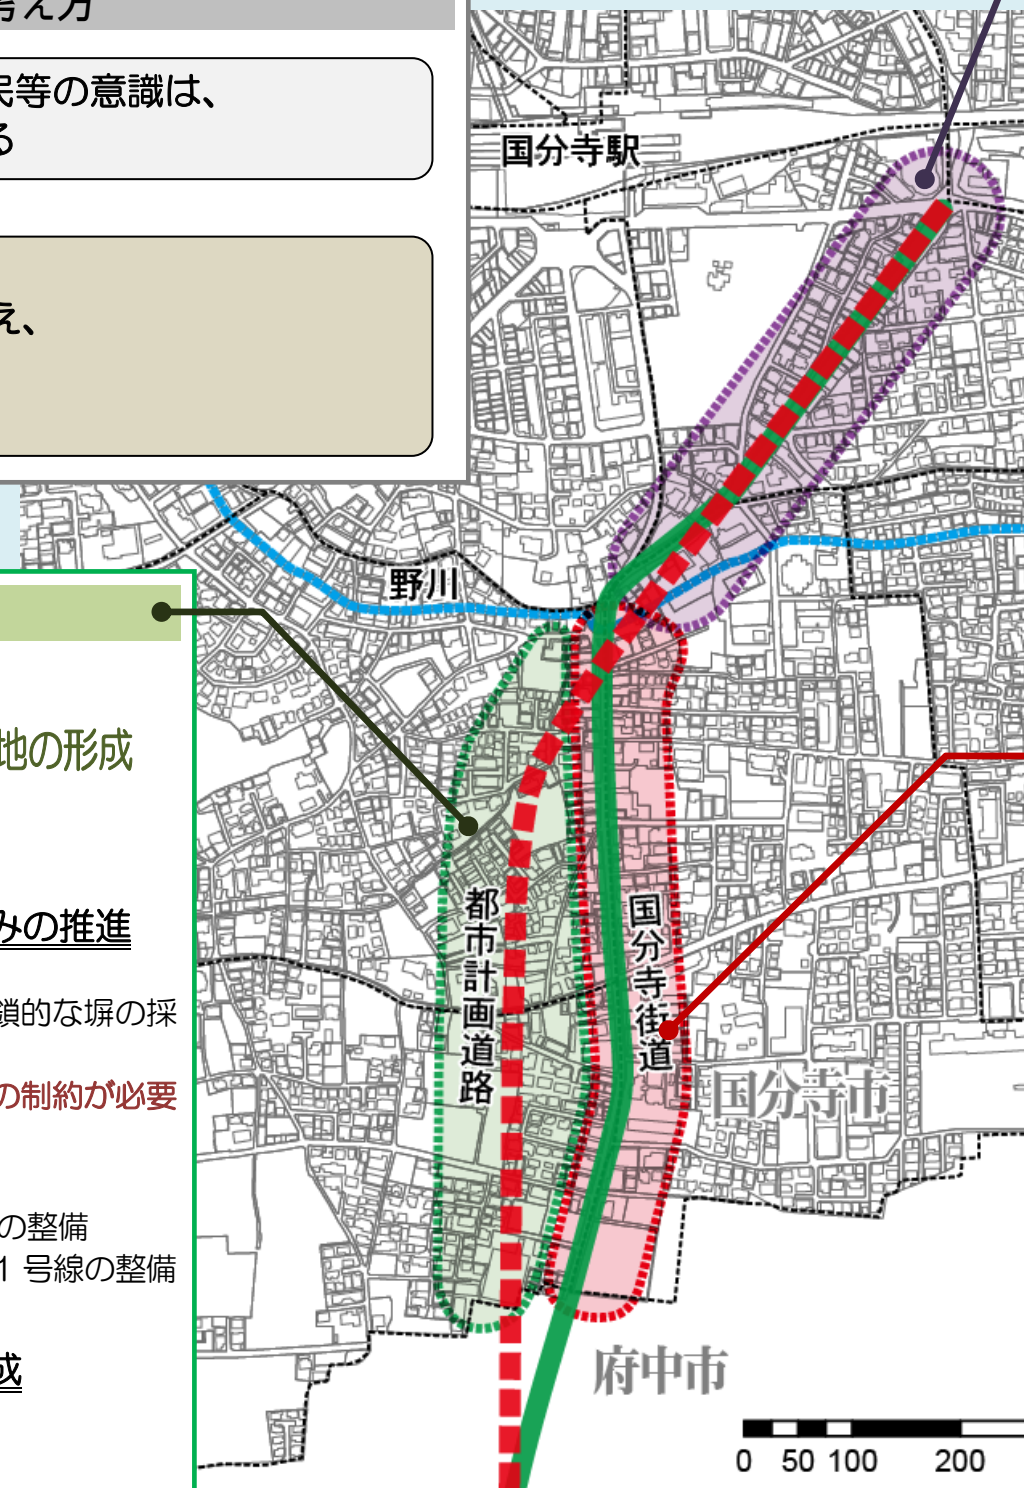 考え方
民等の意識は、
る
え、
国分寺駅
野川
地の形成
みの推進
鎖的な塀の採
の制約が必要
の整備
1 号線の整備
成
都市計画道路
国分寺街道
国分寺市
府中市
0 50 100 200